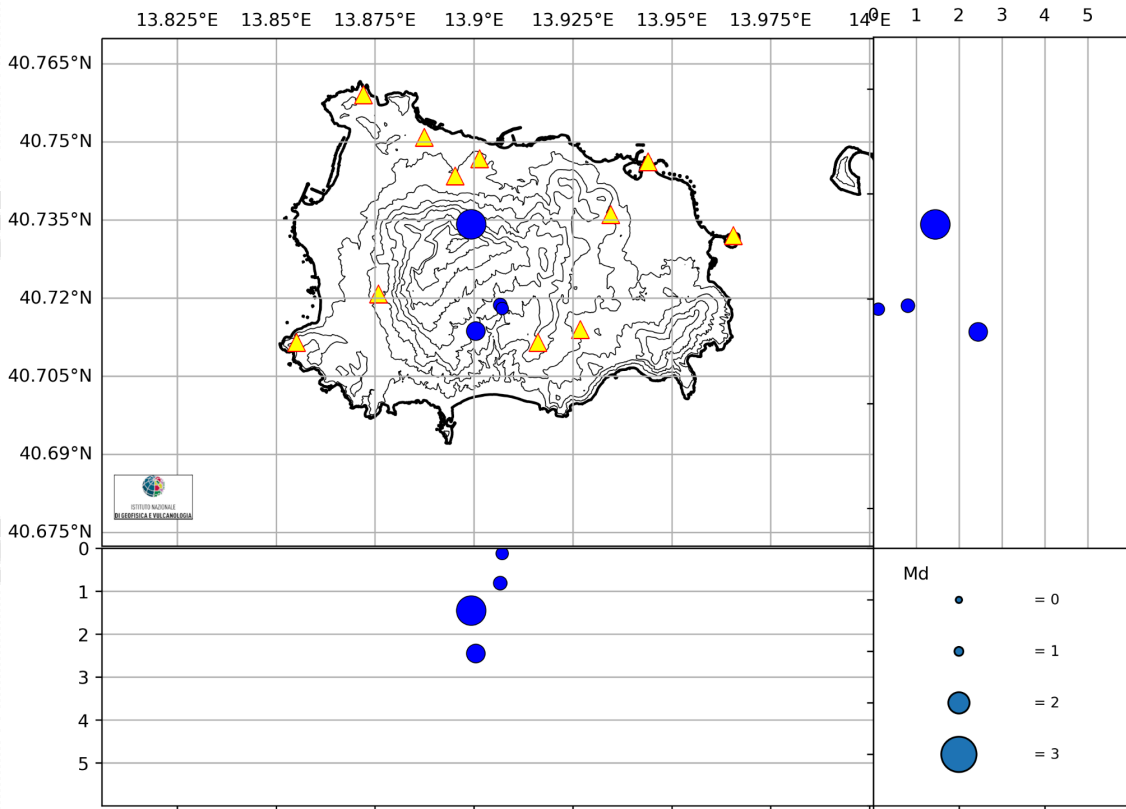 13.825°E 13.85°E 13.875°E 13.9°E 13.925°E 13.95°E 13.975°E 14°E 0 1 2 3 4 5
40.765°N
40.75°N
40.735°N
40.72°N
40.705°N
40.69°N
40.675°N
ISTITUTO NAZIONALE
DI GEOFISICA E VULCANOLOGIA
0
1
2
3
4
5
Md
= 0
= 1
= 2
= 3